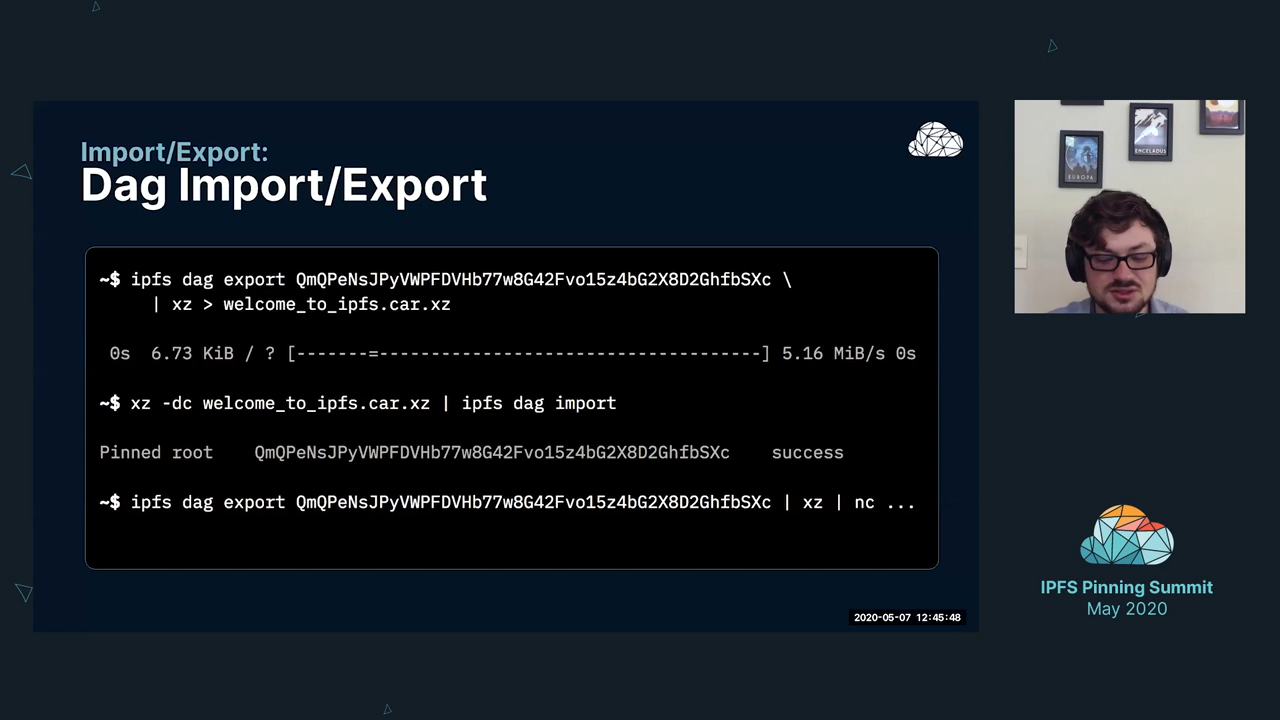 Import/Export:
Dag Import/Export
~$ ipfs dag export QmQPeNsJPyVWPFDVHb77w8G42Fvo15z4bG2X8D2GhfbSXc \
| xz > welcome_to_ipfs.car.xz
0s 6.73 KiB / ? [-------=-------------------------------------] 5.16 MiB/s 0s
~$ xz -dc welcome_to_ipfs.car.xz | ipfs dag import
Pinned root QmQPeNsJPyVWPFDVHb77w8G42Fvo15z4bG2X8D2GhfbSXc success
~$ ipfs dag export QmQPeNsJPyVWPFDVHb77w8G42Fvo15z4bG2X8D2GhfbSXc | xz | nc ...
2020-05-07 12:45:48
ENCELADUS
EUROPA
IPFS Pinning Summit
May 2020